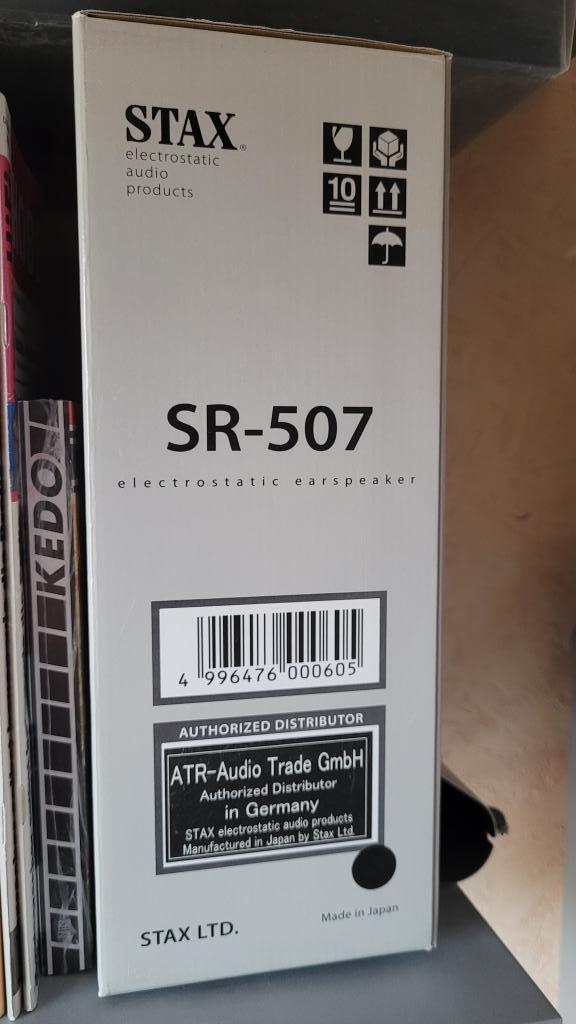 STAX®
electrostatic
audio
products
10
SR-507
electrostatic earspeaker
4 996476 000605
AUTHORIZED DISTRIBUTOR
ATR-Audio Trade GmbH
Authorized Distributor
in Germany
STAX electrostatic audio products
Manufactured in Japan by Stax Ltd.
STAX LTD.
Made in Japan
IKEDO